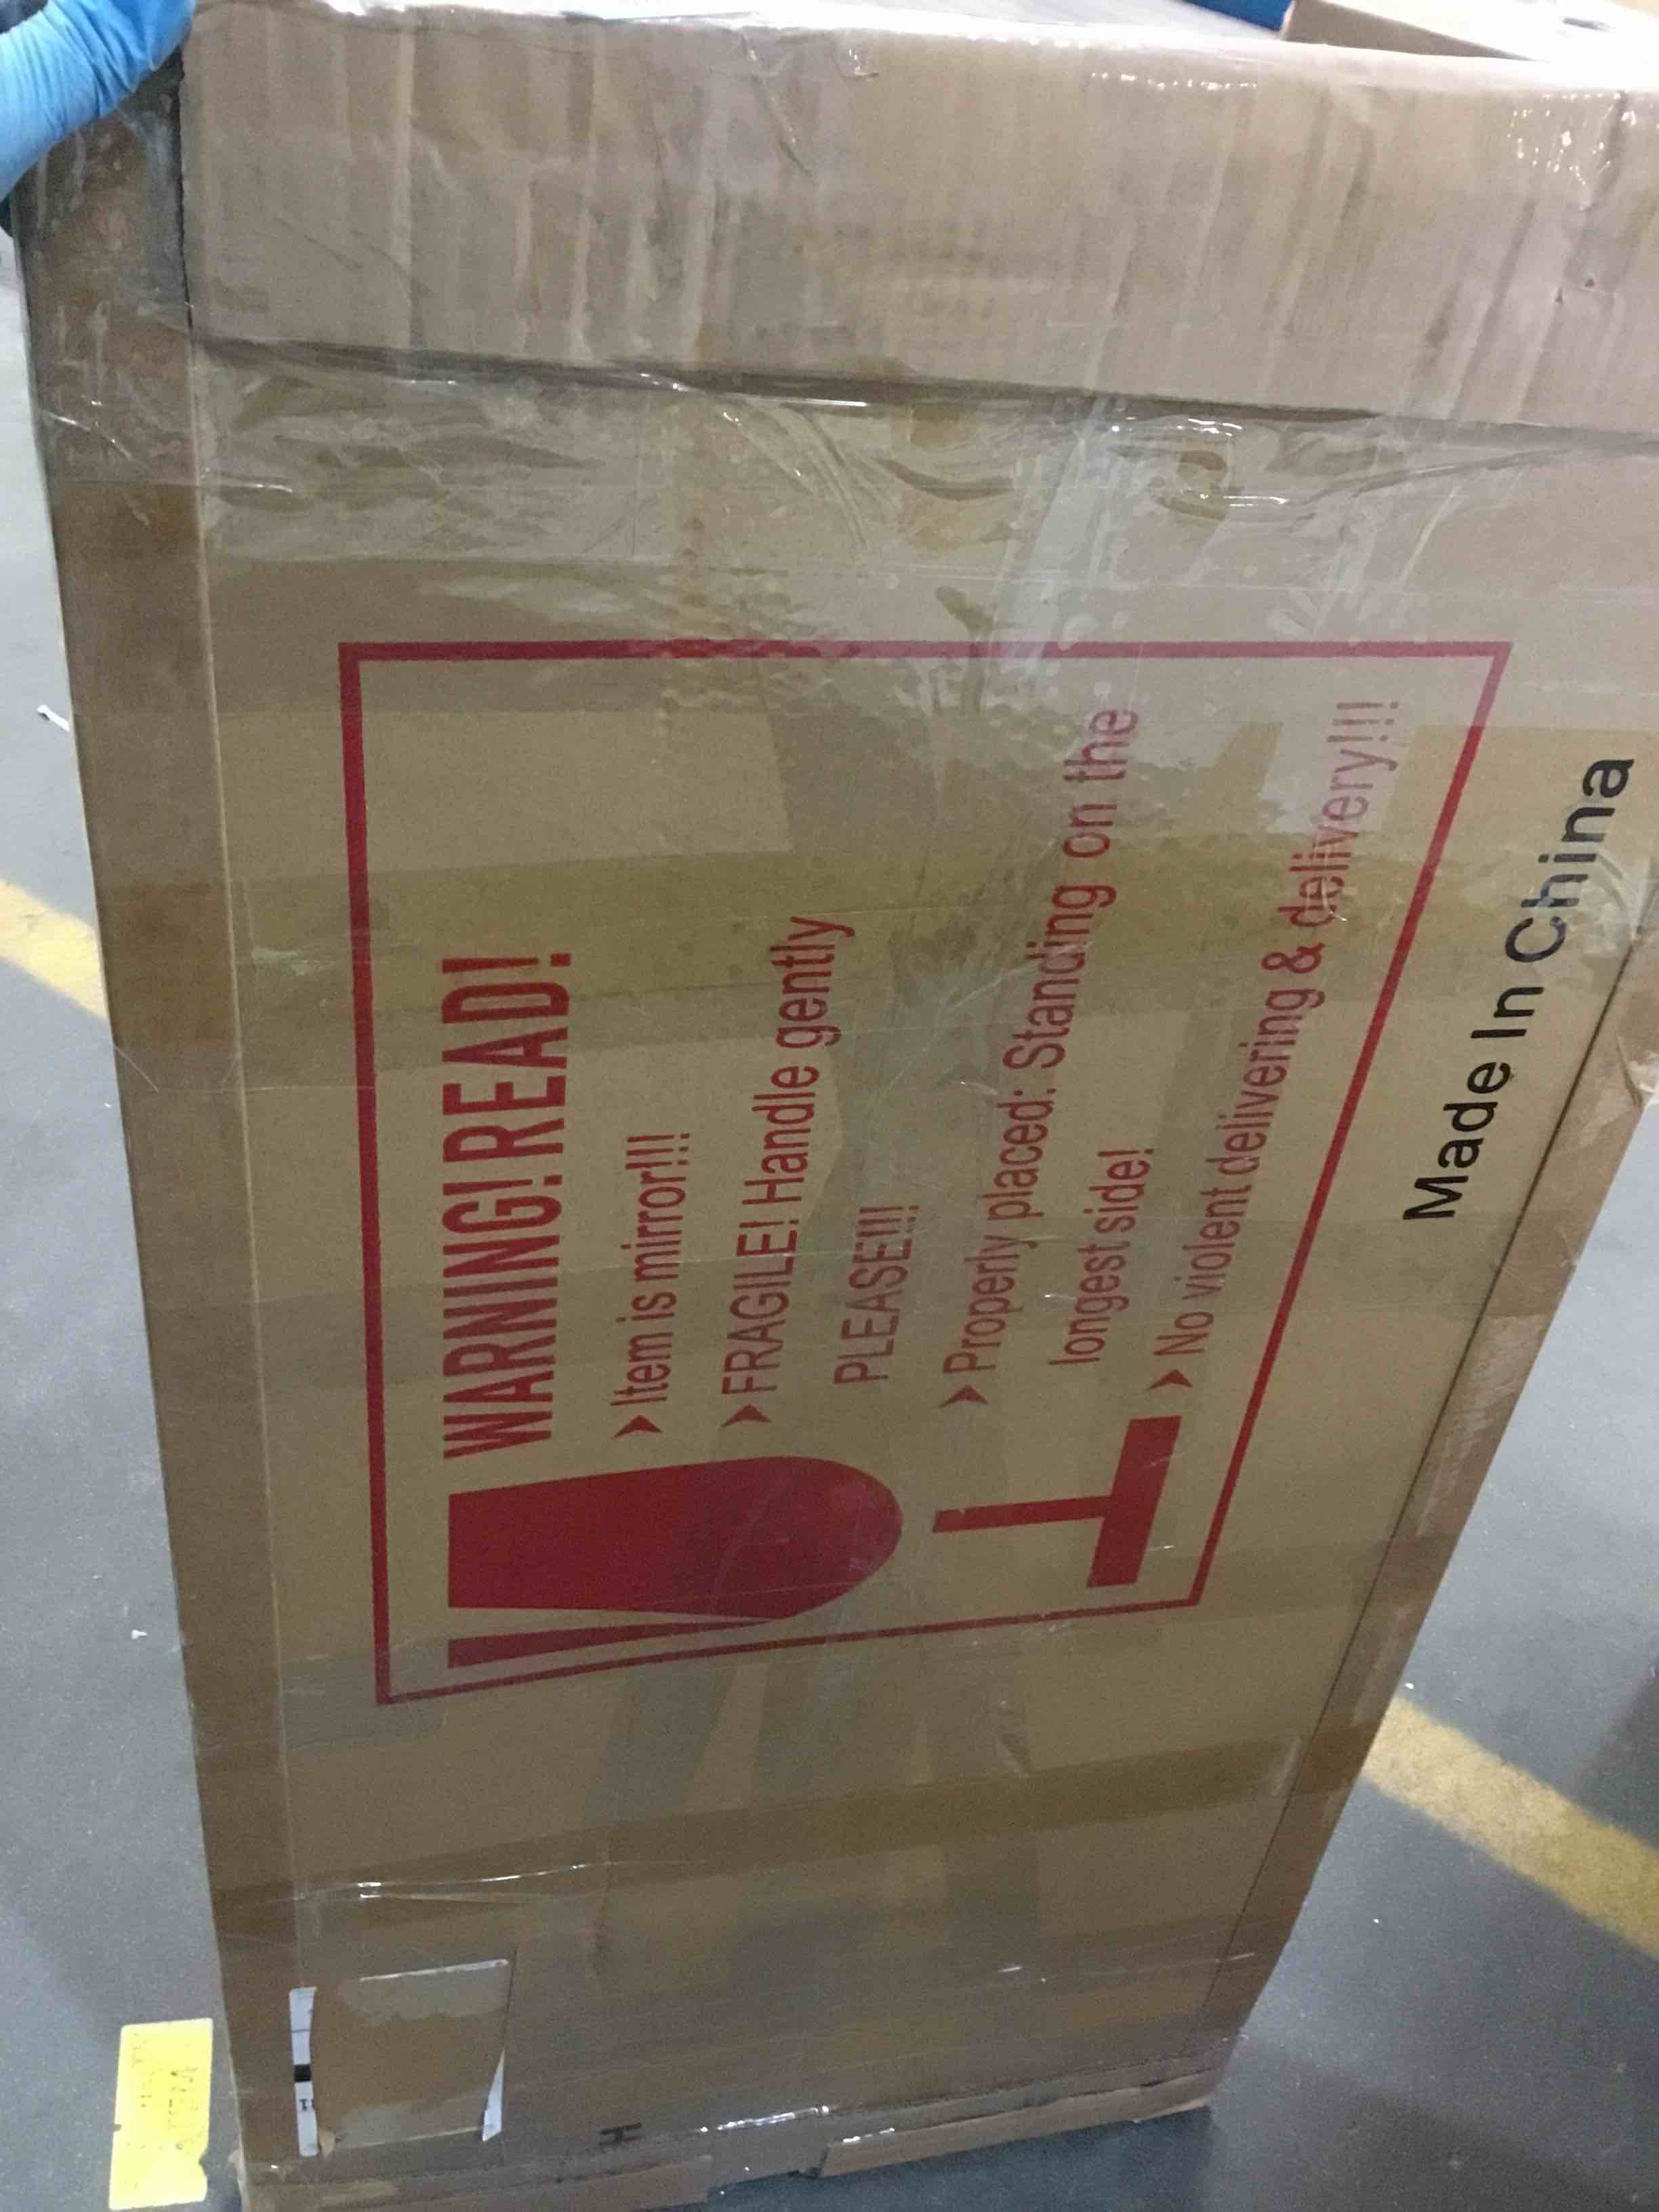 WARNING! READ!
➤ Item is mirror!!!
➤ FRAGILE! Handle gently
PLEASE!!!
➤ Properly placed: Standing on the
longest side!
➤ No violent delivering & delivery!!!
Made In China
H